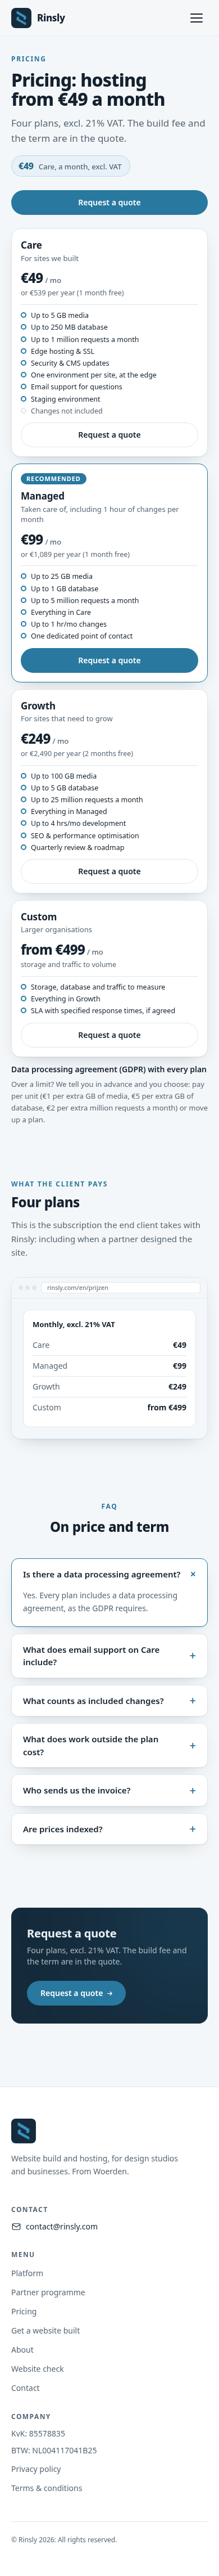 Rinsly
PRICING
Pricing: hosting
from €49 a month
Four plans, excl. 21% VAT. The build fee and
the term are in the quote.
€49 Care, a month, excl. VAT
Request a quote
Care
For sites we built
€49 / mo
or €539 per year (1 month free)
Up to 5 GB media
Up to 250 MB database
Up to 1 million requests a month
Edge hosting & SSL
Security & CMS updates
One environment per site, at the edge
Email support for questions
Staging environment
Changes not included
Request a quote
RECOMMENDED
Managed
Taken care of, including 1 hour of changes per
month
€99 / mo
or €1,089 per year (1 month free)
Up to 25 GB media
Up to 1 GB database
Up to 5 million requests a month
Everything in Care
Up to 1 hr/mo changes
One dedicated point of contact
Request a quote
Growth
For sites that need to grow
€249 / mo
or €2,490 per year (2 months free)
Up to 100 GB media
Up to 5 GB database
Up to 25 million requests a month
Everything in Managed
Up to 4 hrs/mo development
SEO & performance optimisation
Quarterly review & roadmap
Request a quote
Custom
Larger organisations
from €499 / mo
storage and traffic to volume
Storage, database and traffic to measure
Everything in Growth
SLA with specified response times, if agreed
Request a quote
Data processing agreement (GDPR) with every plan
Over a limit? We tell you in advance and you choose: pay
per unit (€1 per extra GB of media, €5 per extra GB of
database, €2 per extra million requests a month) or move
up a plan.
WHAT THE CLIENT PAYS
Four plans
This is the subscription the end client takes with
Rinsly: including when a partner designed the
site.
rinsly.com/en/prijzen
Monthly, excl. 21% VAT
Care €49
Managed €99
Growth €249
Custom from €499
FAQ
On price and term
Is there a data processing agreement? ×
Yes. Every plan includes a data processing
agreement, as the GDPR requires.
What does email support on Care
include? +
What counts as included changes? +
What does work outside the plan
cost? +
Who sends us the invoice? +
Are prices indexed? +
Request a quote
Four plans, excl. 21% VAT. The build fee and
the term are in the quote.
Request a quote →
Website build and hosting, for design studios
and businesses. From Woerden.
CONTACT
contact@rinsly.com
MENU
Platform
Partner programme
Pricing
Get a website built
About
Website check
Contact
COMPANY
KvK: 85578835
BTW: NL004117041B25
Privacy policy
Terms & conditions
© Rinsly 2026: All rights reserved.